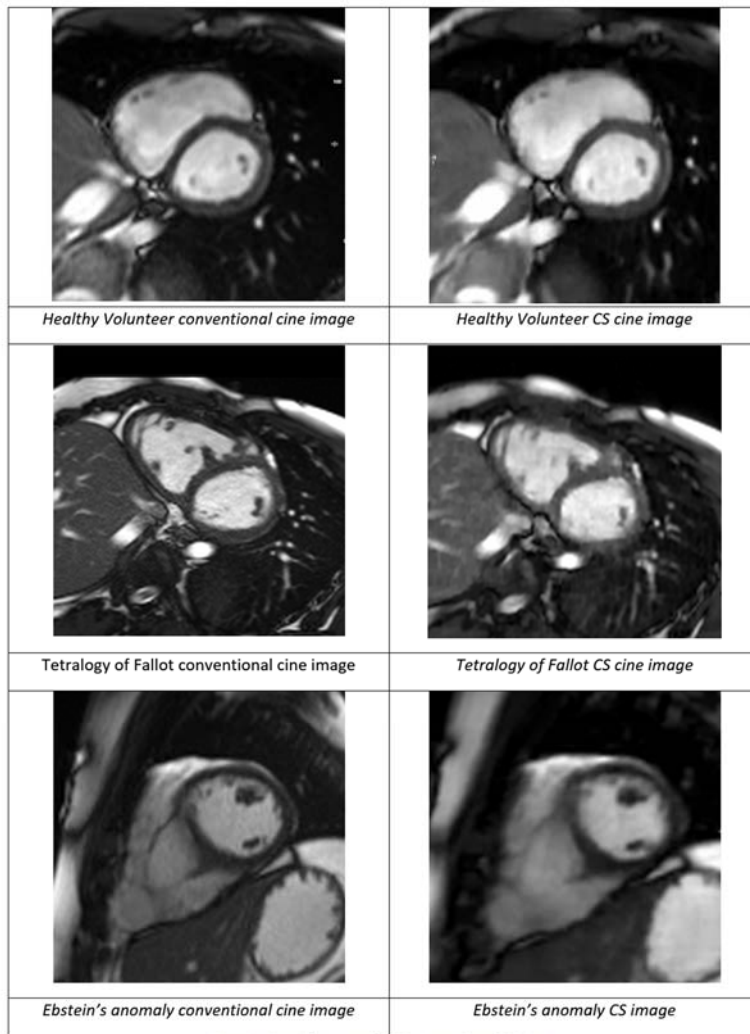 Healthy Volunteer conventional cine image
Healthy Volunteer CS cine image
Tetralogy of Fallot conventional cine image
Tetralogy of Fallot CS cine image
Ebstein's anomaly conventional cine image
Ebstein's anomaly CS image